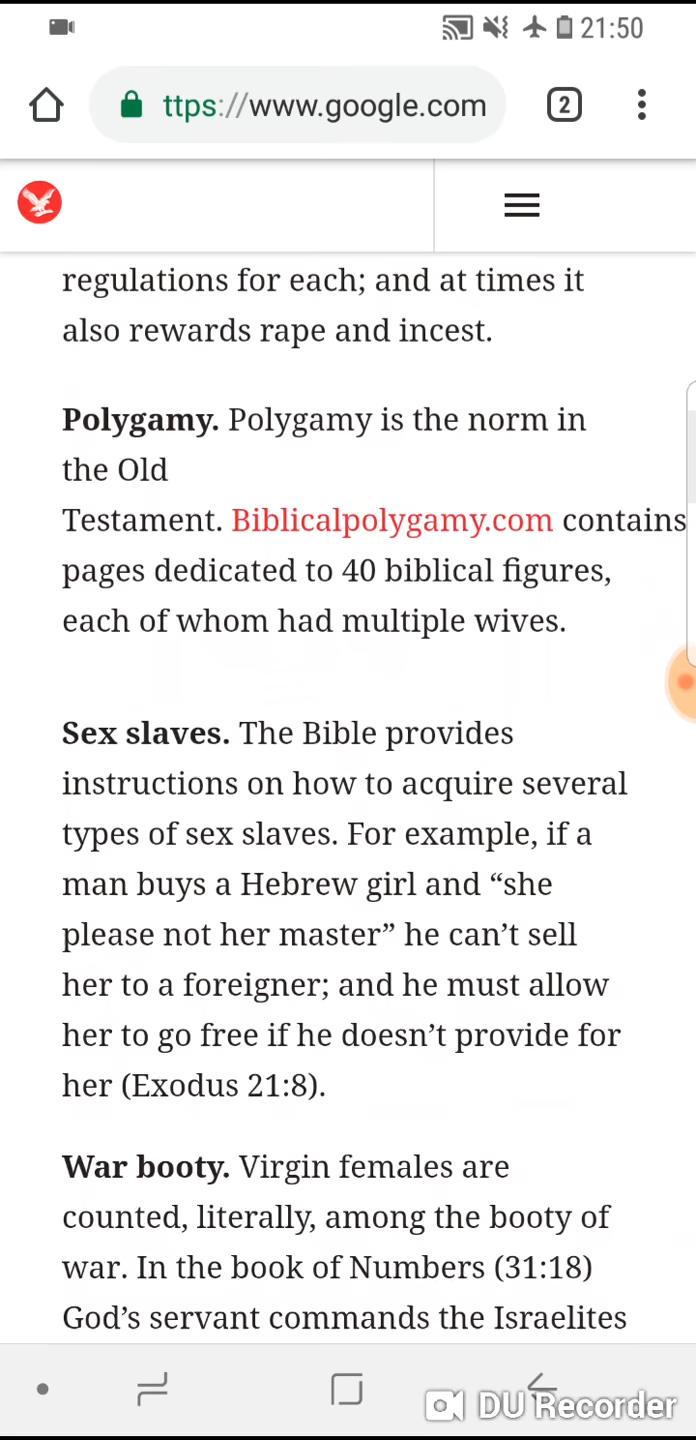 21:50
ttps://www.google.com
2
regulations for each; and at times it
also rewards rape and incest.
Polygamy. Polygamy is the norm in
the Old
Testament. Biblicalpolygamy.com contains
pages dedicated to 40 biblical figures,
each of whom had multiple wives.
Sex slaves. The Bible provides
instructions on how to acquire several
types of sex slaves. For example, if a
man buys a Hebrew girl and “she
please not her master” he can’t sell
her to a foreigner; and he must allow
her to go free if he doesn’t provide for
her (Exodus 21:8).
War booty. Virgin females are
counted, literally, among the booty of
war. In the book of Numbers (31:18)
God’s servant commands the Israelites
DU Recorder